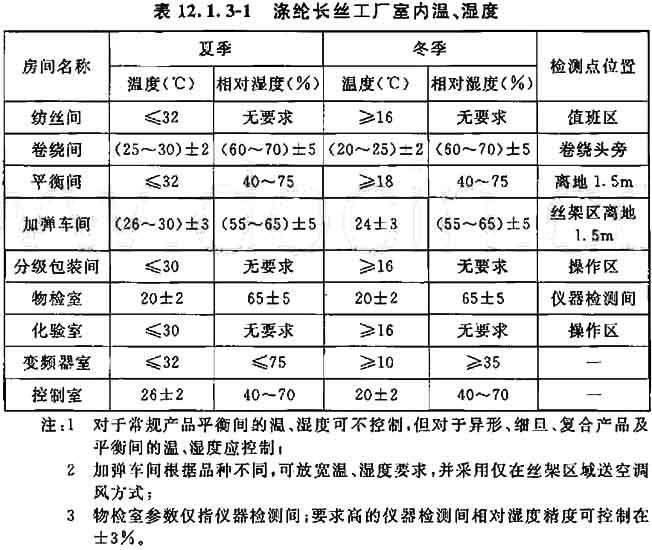 表 12.1.3-1 涤纶长丝工厂室内温、湿度
房间名称 夏季 冬季 检测点位置
温度(℃) 相对湿度(%) 温度(℃) 相对湿度(%)
纺丝间 ≤32 无要求 ≥16 无要求 值班区
卷绕间 (25~30)±2 (60~70)±5 (20~25)±2 (60~70)±5 卷绕头旁
平衡间 ≤32 40~75 ≥18 40~75 离地 1.5m
加弹车间 (26~30)±3 (55~65)±5 24±3 (55~65)±5 丝架区离地
1.5m
分级包装间 ≤30 无要求 ≥16 无要求 操作区
物检室 20±2 65±5 20±2 65±5 仪器检测间
化验室 ≤30 无要求 ≥16 无要求 操作区
变频器室 ≤32 ≤75 ≥10 ≥35 —
控制室 26±2 40~70 20±2 40~70 —
注:1 对于常规产品平衡间的温、湿度可不控制,但对于异形、细旦、复合产品及
平衡间的温、湿度应控制;
2 加弹车间根据品种不同,可放宽温、湿度要求,并采用仅在丝架区域送空调
风方式;
3 物检室参数仅指仪器检测间;要求高的仪器检测间相对湿度精度可控制在
±3%。